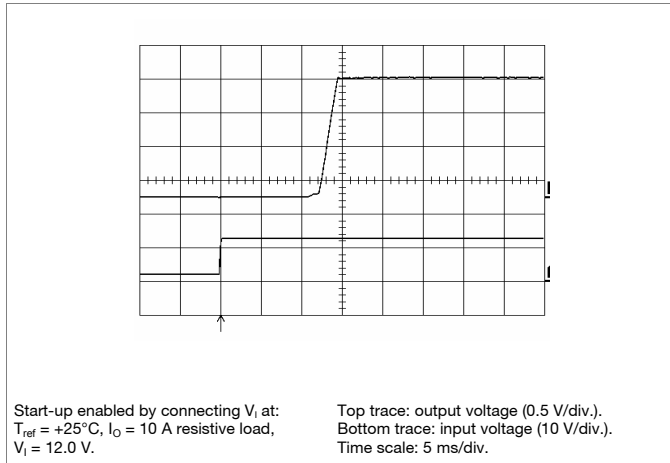 Start-up enabled by connecting V_I at:
T_ref = +25°C, I_O = 10 A resistive load,
V_I = 12.0 V.
Top trace: output voltage (0.5 V/div.).
Bottom trace: input voltage (10 V/div.).
Time scale: 5 ms/div.